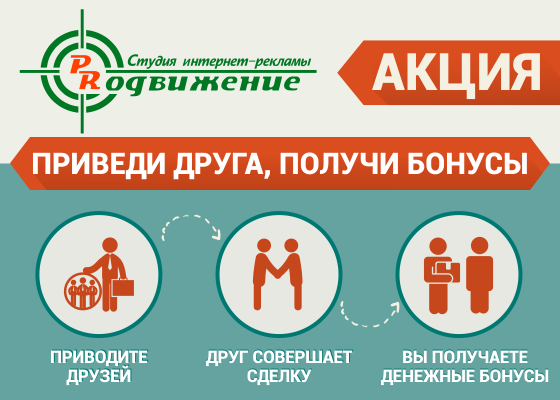 Студия интернет-рекламы
PRодвижение
АКЦИЯ
ПРИВЕДИ ДРУГА, ПОЛУЧИ БОНУСЫ
ПРИВОДИТЕ
ДРУЗЕЙ
ДРУГ СОВЕРШАЕТ
СДЕЛКУ
ВЫ ПОЛУЧАЕТЕ
ДЕНЕЖНЫЕ БОНУСЫ